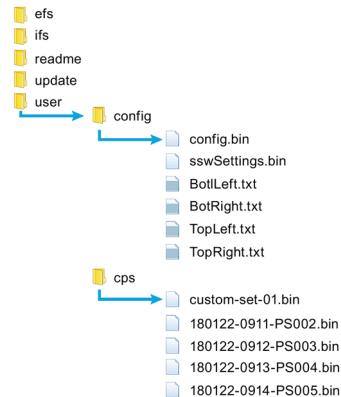 efs
ifs
readme
update
user
config
config.bin
sswSettings.bin
BotlLeft.txt
BotRight.txt
TopLeft.txt
TopRight.txt
cps
custom-set-01.bin
180122-0911-PS002.bin
180122-0912-PS003.bin
180122-0913-PS004.bin
180122-0914-PS005.bin